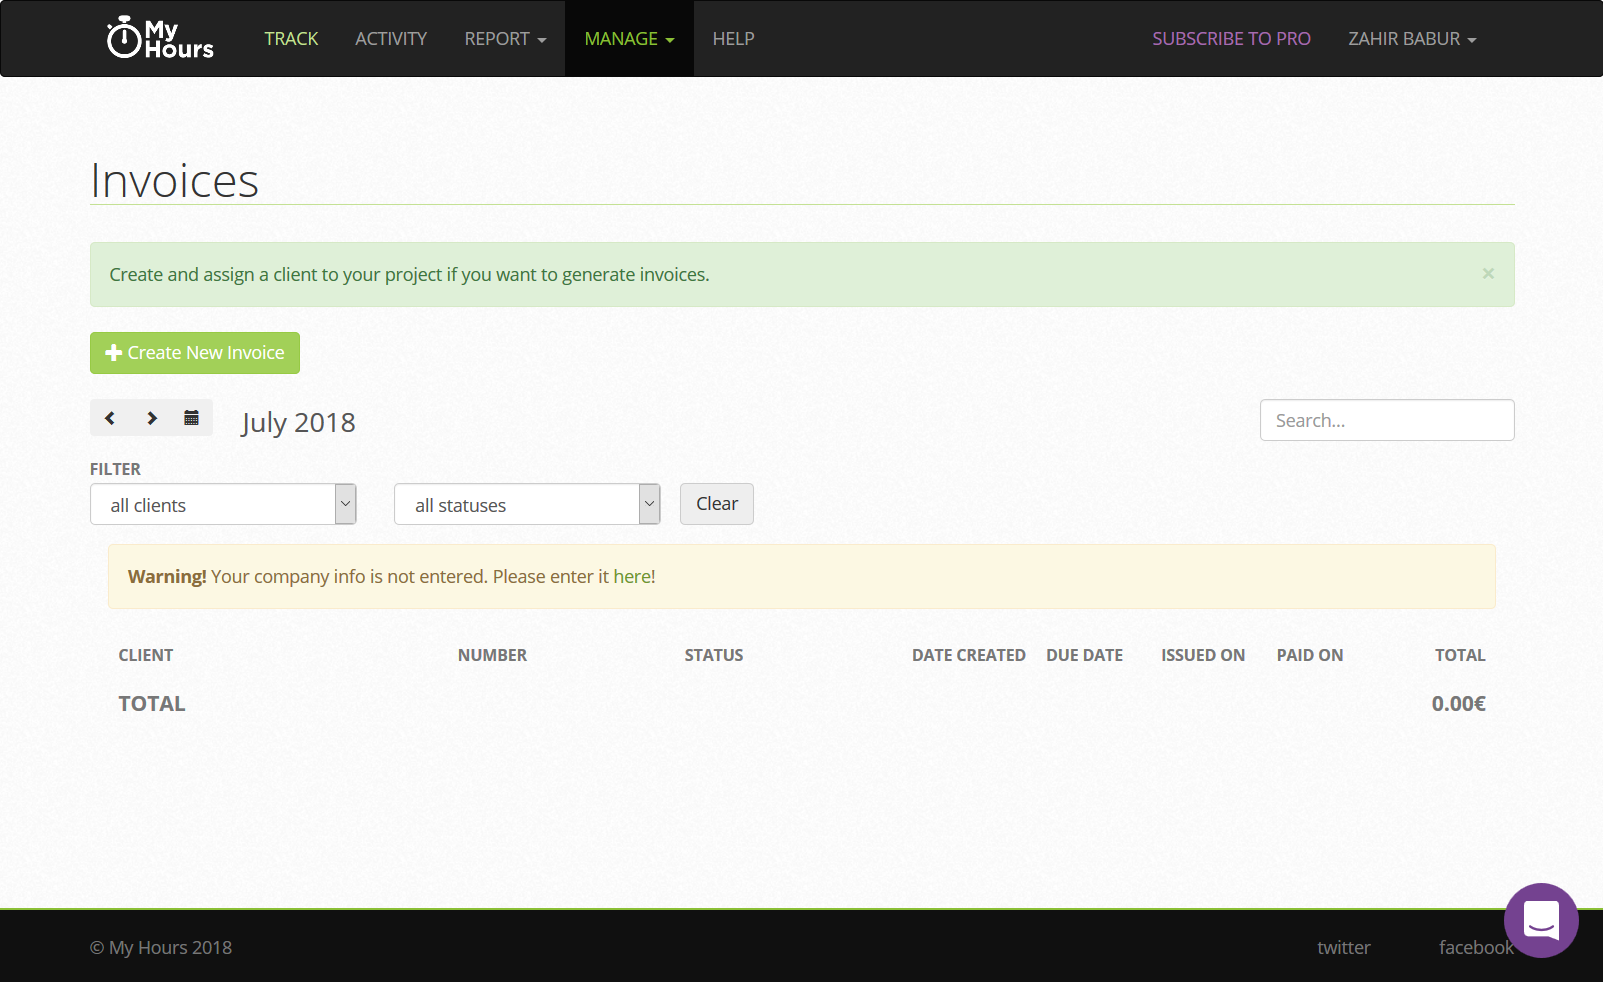 My Hours
TRACK ACTIVITY REPORT MANAGE HELP SUBSCRIBE TO PRO ZAHIR BABUR
Invoices
Create and assign a client to your project if you want to generate invoices. ×
Create New Invoice
July 2018 Search...
FILTER
all clients all statuses Clear
Warning! Your company info is not entered. Please enter it here!
CLIENT NUMBER STATUS DATE CREATED DUE DATE ISSUED ON PAID ON TOTAL
TOTAL 0.00€
© My Hours 2018 twitter facebook